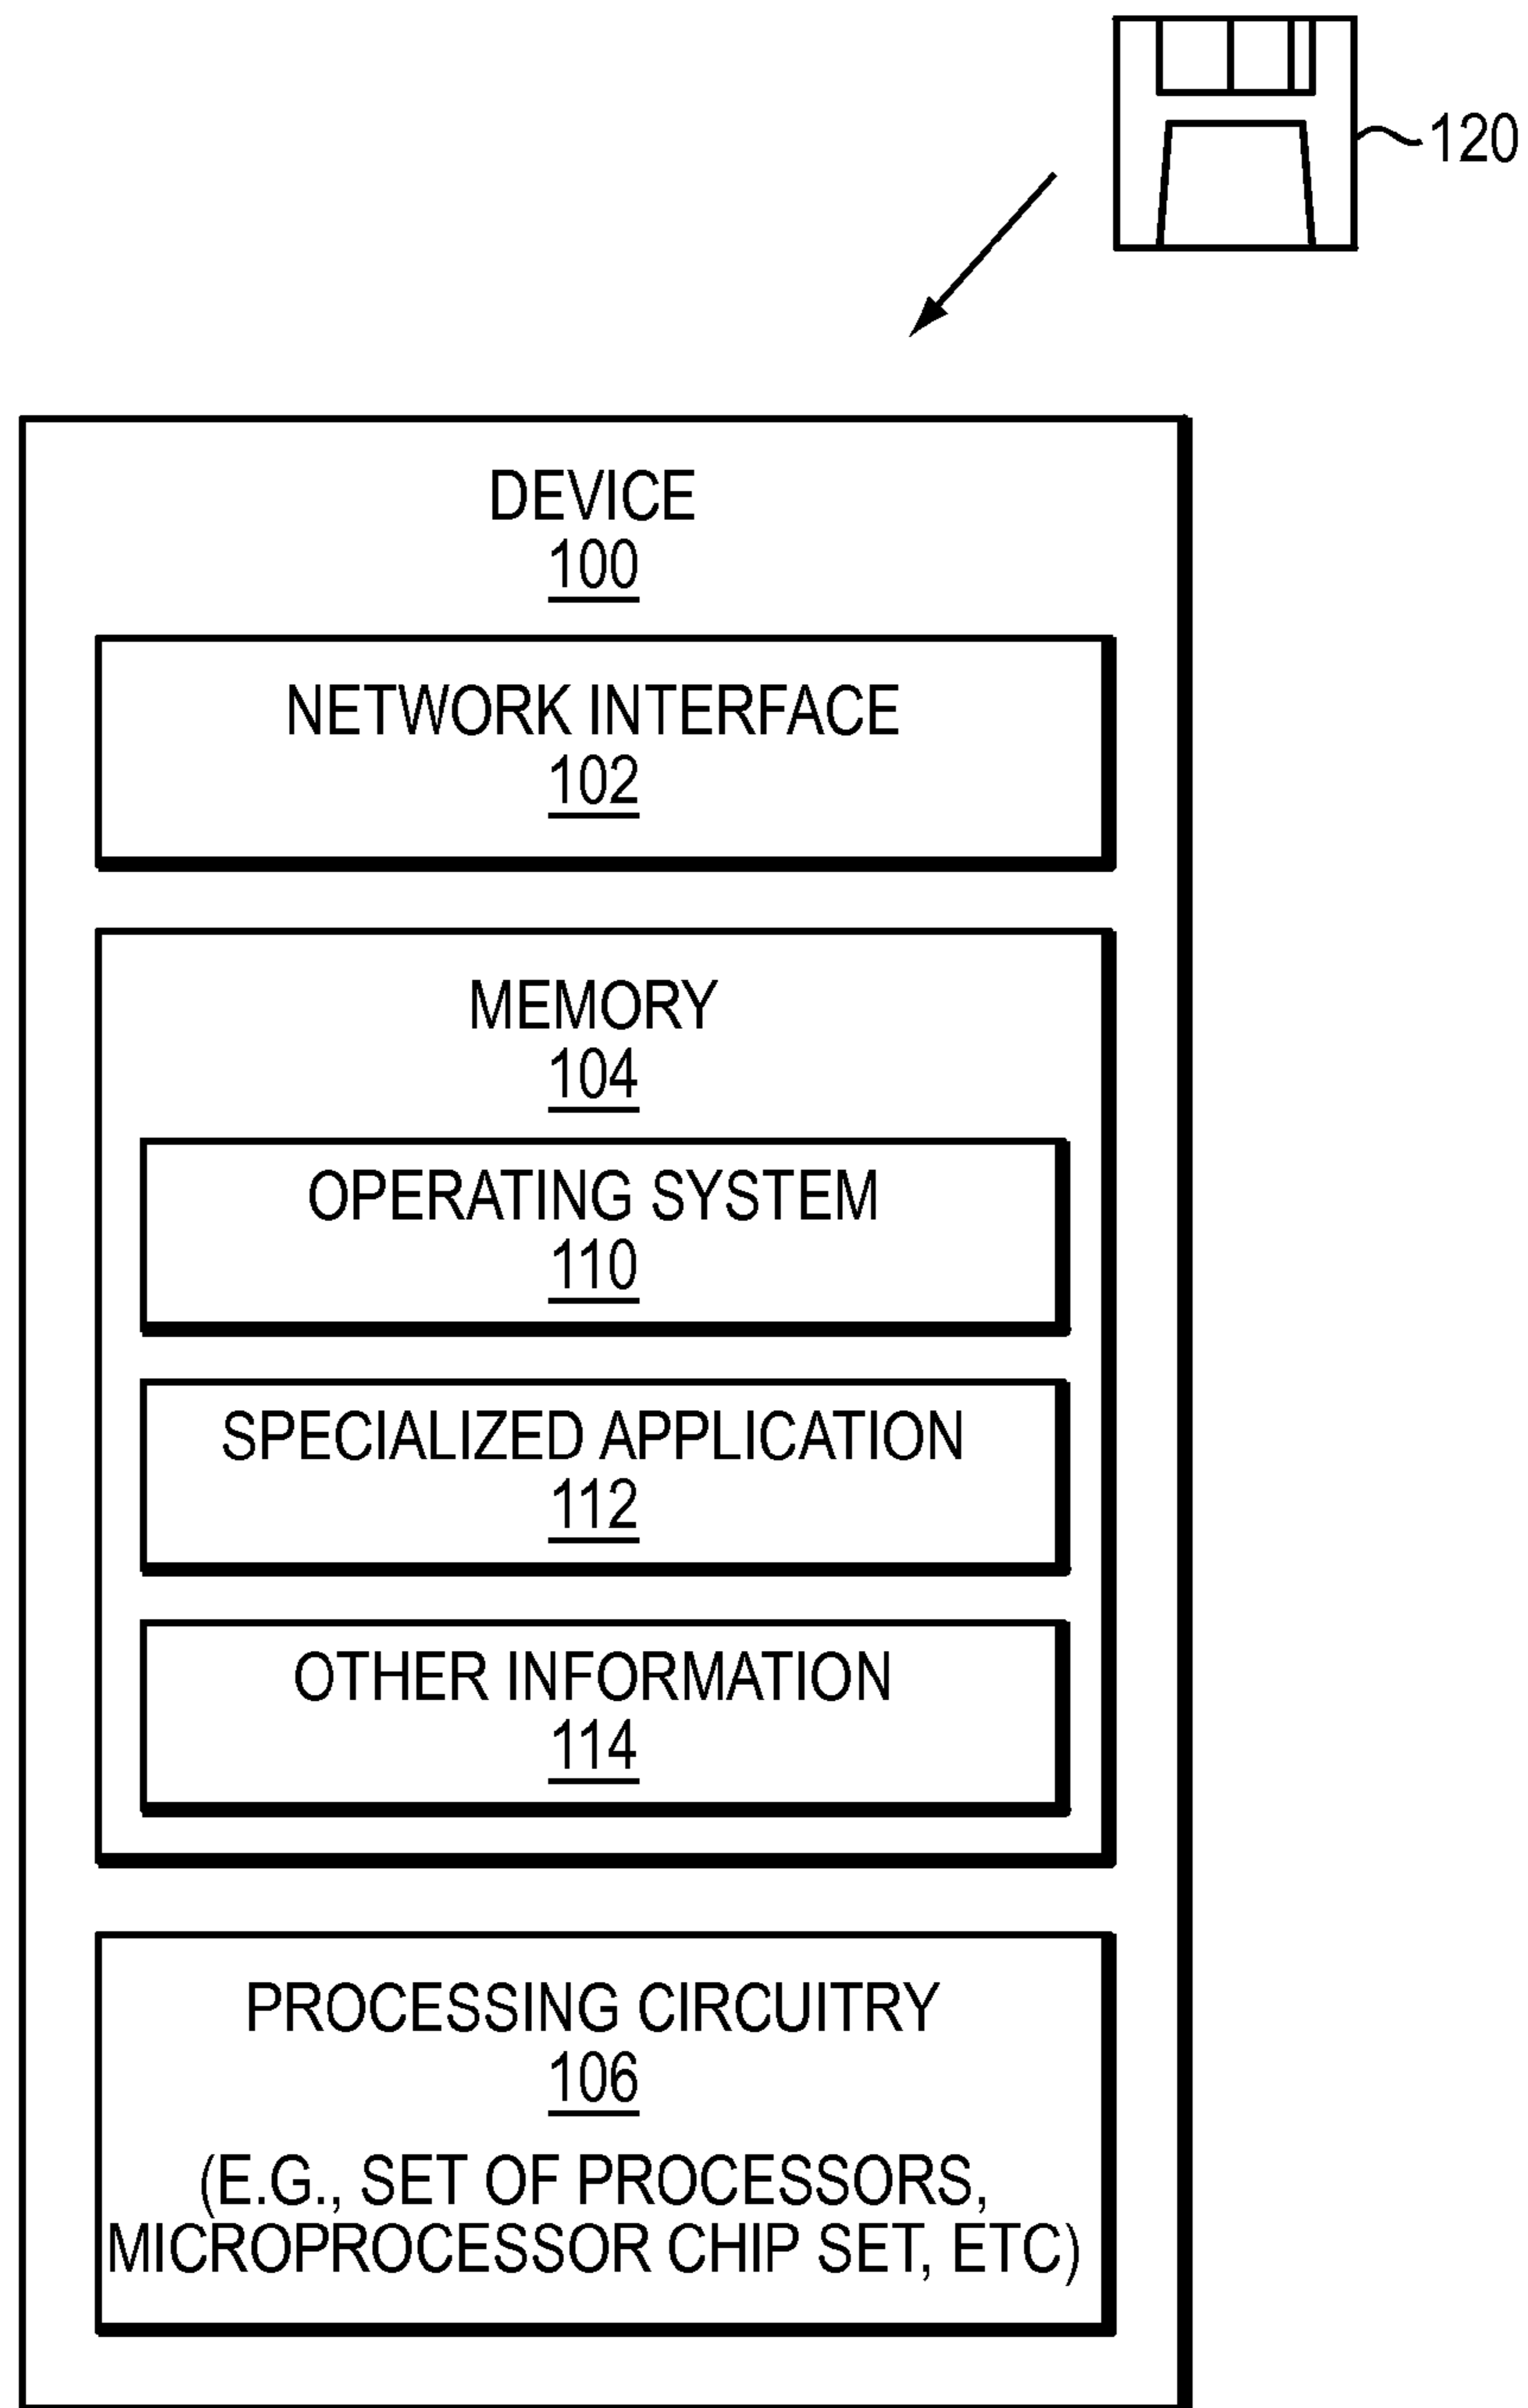 120
DEVICE
100
NETWORK INTERFACE
102
MEMORY
104
OPERATING SYSTEM
110
SPECIALIZED APPLICATION
112
OTHER INFORMATION
114
PROCESSING CIRCUITRY
106
(E.G., SET OF PROCESSORS,
MICROPROCESSOR CHIP SET, ETC)